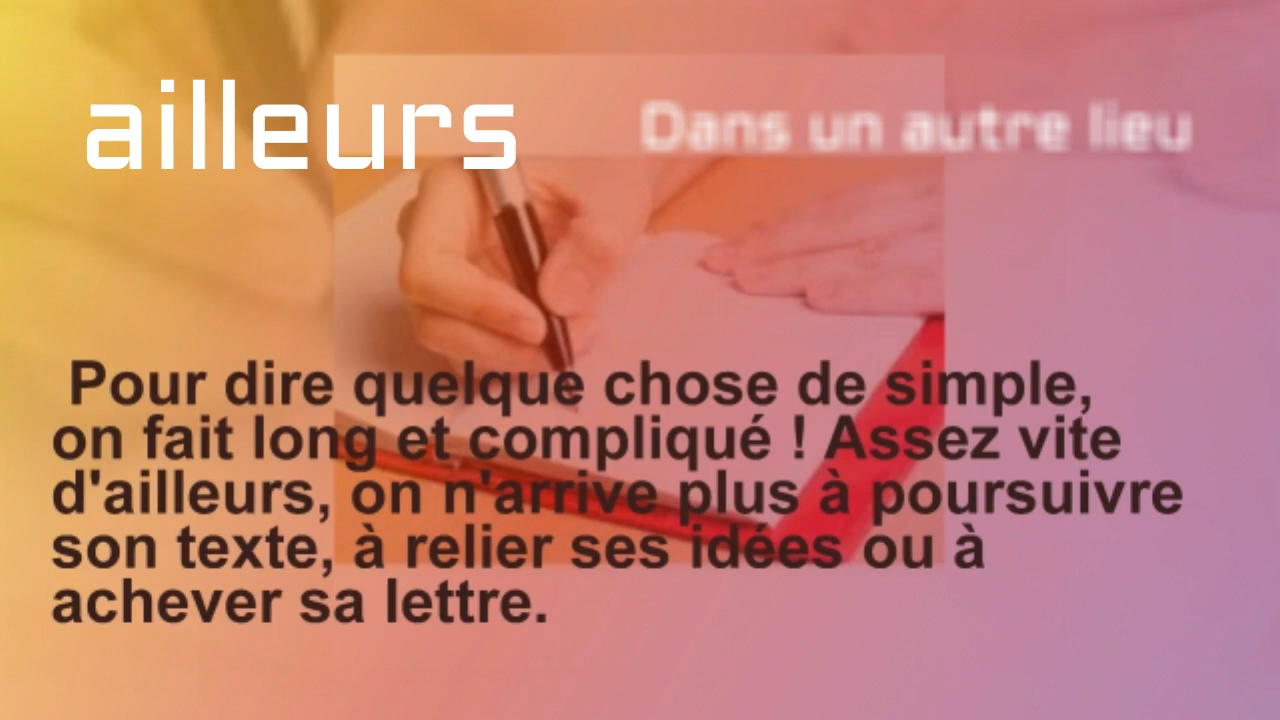 ailleurs
Dans un autre lieu
Pour dire quelque chose de simple,
on fait long et compliqué ! Assez vite
d'ailleurs, on n'arrive plus à poursuivre
son texte, à relier ses idées ou à
achever sa lettre.